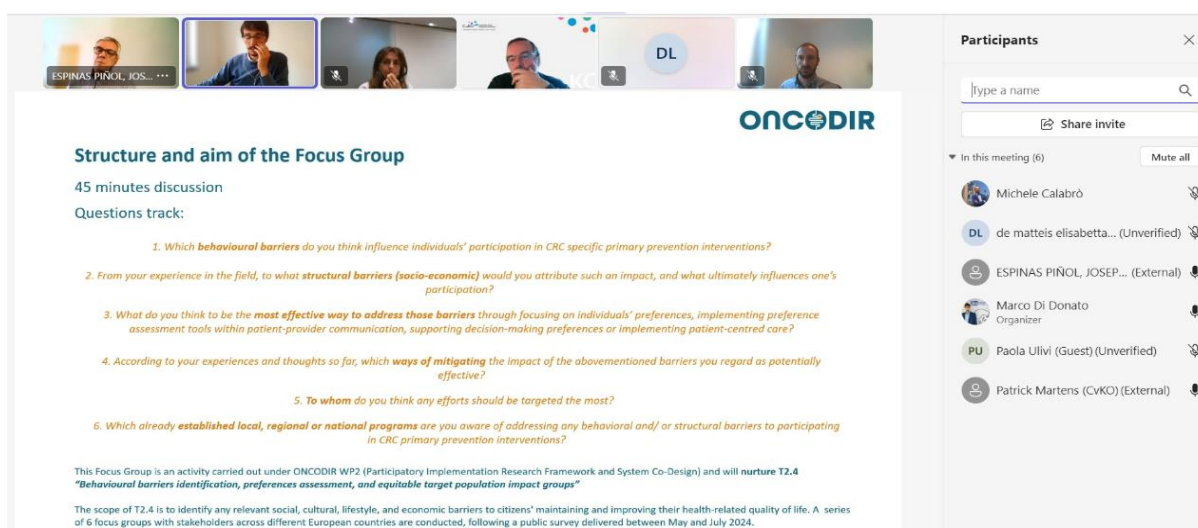 ESPINAS PIÑOL, JOS... ···
DL
ONCODIR
Structure and aim of the Focus Group
45 minutes discussion
Questions track:
1. Which behavioural barriers do you think influence individuals' participation in CRC specific primary prevention interventions?
2. From your experience in the field, to what structural barriers (socio-economic) would you attribute such an impact, and what ultimately influences one's
participation?
3. What do you think to be the most effective way to address those barriers through focusing on individuals' preferences, implementing preference
assessment tools within patient-provider communication, supporting decision-making preferences or implementing patient-centred care?
4. According to your experiences and thoughts so far, which ways of mitigating the impact of the abovementioned barriers you regard as potentially
effective?
5. To whom do you think any efforts should be targeted the most?
6. Which already established local, regional or national programs are you aware of addressing any behavioral and/ or structural barriers to participating
in CRC primary prevention interventions?
This Focus Group is an activity carried out under ONCODIR WP2 (Participatory Implementation Research Framework and System Co-Design) and will nurture T2.4
"Behavioural barriers identification, preferences assessment, and equitable target population impact groups"
The scope of T2.4 is to identify any relevant social, cultural, lifestyle, and economic barriers to citizens' maintaining and improving their health-related quality of life. A series
of 6 focus groups with stakeholders across different European countries are conducted, following a public survey delivered between May and July 2024.
Participants
Type a name
Share invite
In this meeting (6)
Mute all
Michele Calabrò
DL
de matteis elisabetta... (Unverified)
ESPINAS PIÑOL, JOSEP... (External)
Marco Di Donato
Organizer
PU
Paola Ulivi (Guest) (Unverified)
Patrick Martens (CvKO) (External)